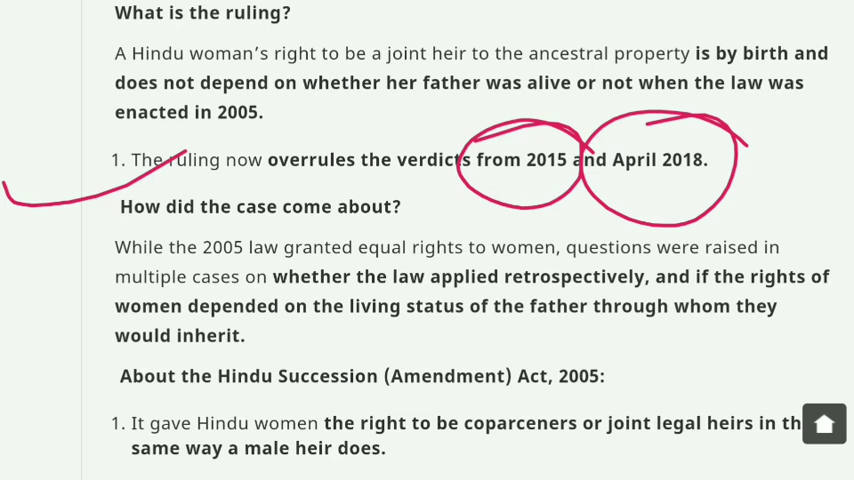 What is the ruling?
A Hindu woman’s right to be a joint heir to the ancestral property is by birth and
does not depend on whether her father was alive or not when the law was
enacted in 2005.
1. The ruling now overrules the verdicts from 2015 and April 2018.
How did the case come about?
While the 2005 law granted equal rights to women, questions were raised in
multiple cases on whether the law applied retrospectively, and if the rights of
women depended on the living status of the father through whom they
would inherit.
About the Hindu Succession (Amendment) Act, 2005:
1. It gave Hindu women the right to be coparceners or joint legal heirs in th
same way a male heir does.